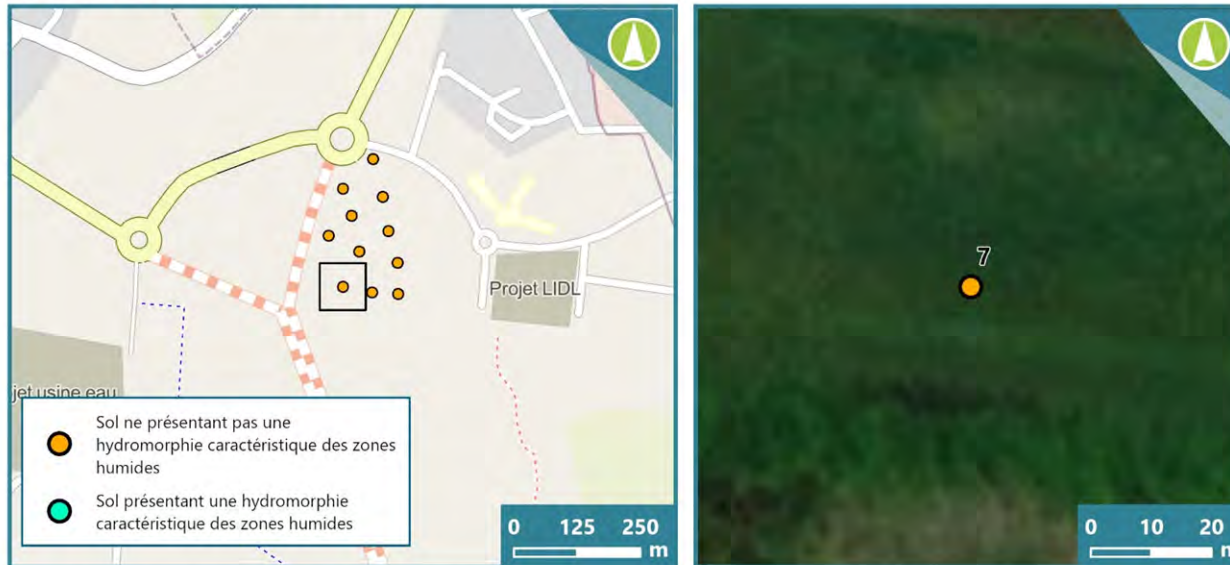 Projet LIDL
jet usine eau
Sol ne présentant pas une
hydromorphie caractéristique des zones
humides
Sol présentant une hydromorphie
caractéristique des zones humides
0 125 250
m
7
0 10 20
m